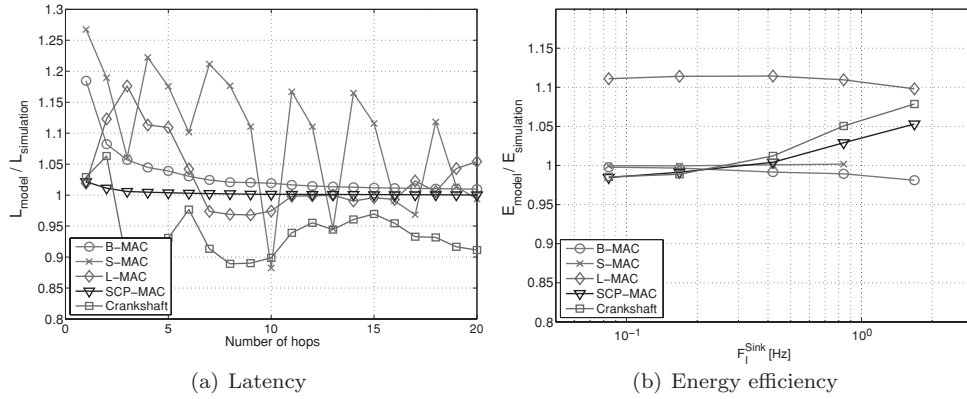 1.3
1.25
1.2
1.15
1.1
1.05
1
0.95
0.9
0.85
0.8
L_model / L_simulation
B−MAC
S−MAC
L−MAC
SCP−MAC
Crankshaft
0 5 10 15 20
Number of hops
(a) Latency
1.15
1.1
1.05
1
0.95
0.9
0.85
0.8
E_model / E_simulation
B−MAC
S−MAC
L−MAC
SCP−MAC
Crankshaft
10^−1 10^0
F_I^Sink [Hz]
(b) Energy efficiency